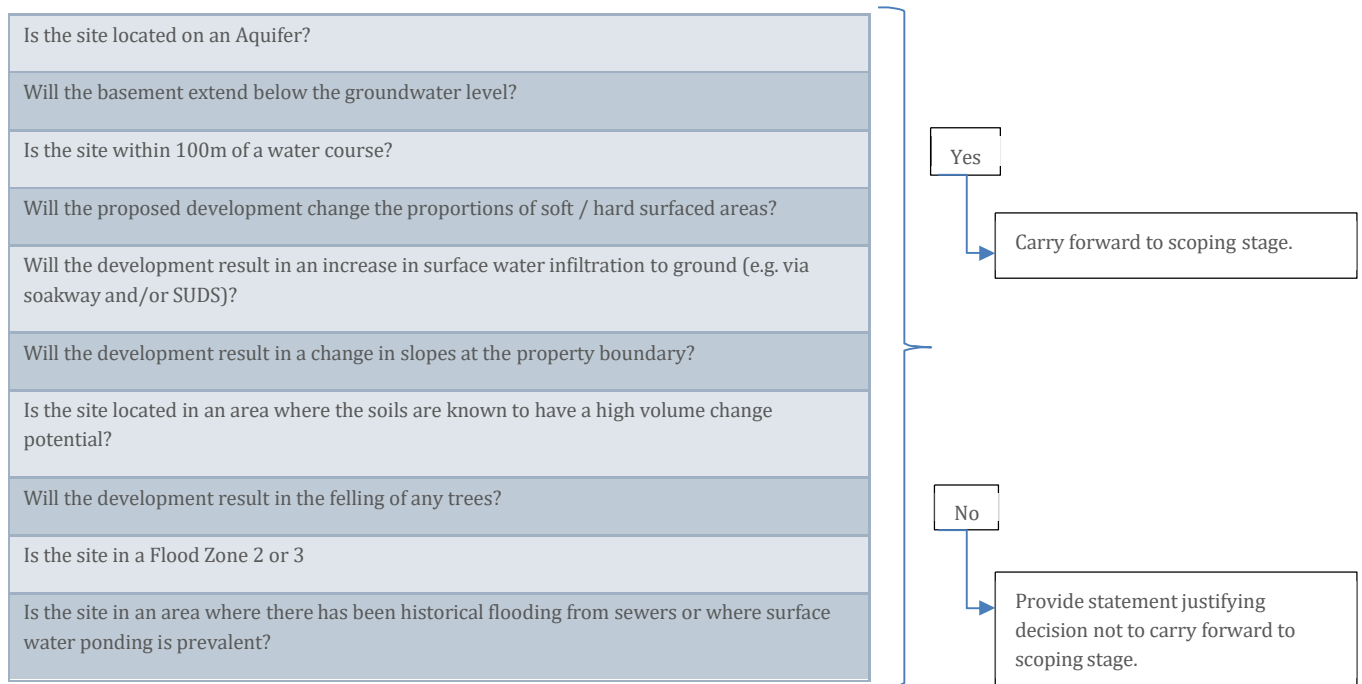 Is the site located on an Aquifer?
Will the basement extend below the groundwater level?
Is the site within 100m of a water course?
Will the proposed development change the proportions of soft / hard surfaced areas?
Will the development result in an increase in surface water infiltration to ground (e.g. via
soakway and/or SUDS)?
Will the development result in a change in slopes at the property boundary?
Is the site located in an area where the soils are known to have a high volume change
potential?
Will the development result in the felling of any trees?
Is the site in a Flood Zone 2 or 3
Is the site in an area where there has been historical flooding from sewers or where surface
water ponding is prevalent?
Yes
Carry forward to scoping stage.
No
Provide statement justifying
decision not to carry forward to
scoping stage.